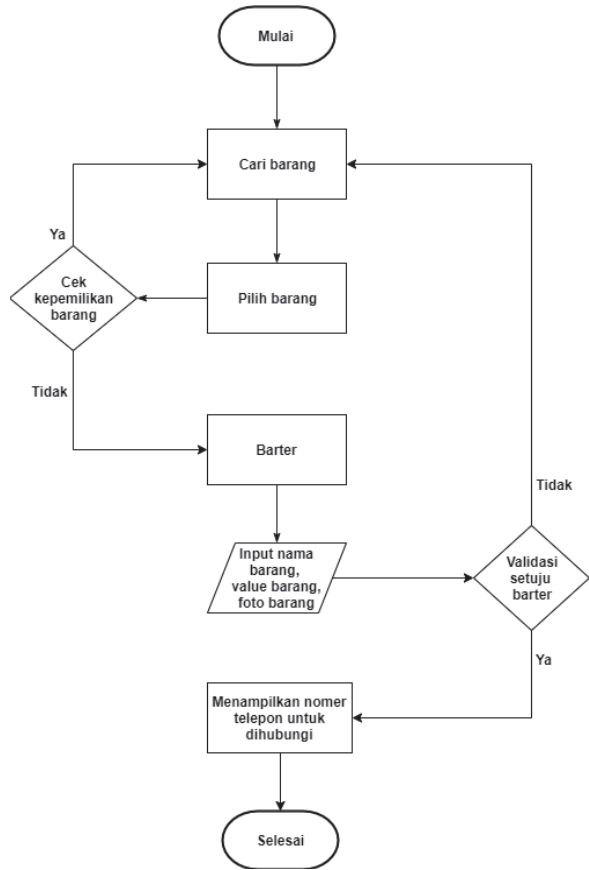 Mulai
Cari barang
Ya
Cek
kepemilikan
barang
Pilih barang
Tidak
Barter
Tidak
Input nama
barang,
value barang,
foto barang
Validasi
setuju
barter
Ya
Menampilkan nomer
telepon untuk
dihubungi
Selesai